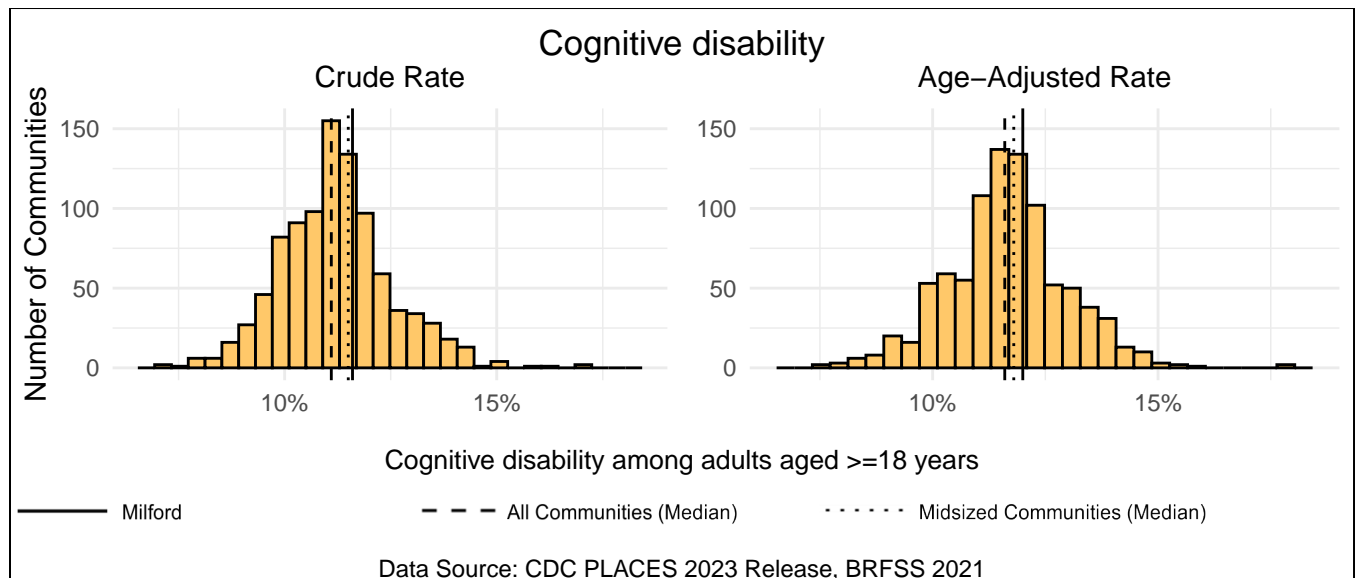 Cognitive disability
Crude Rate
Age−Adjusted Rate
Number of Communities
150
100
50
0
10%
15%
150
100
50
0
10%
15%
Cognitive disability among adults aged >=18 years
Milford
All Communities (Median)
Midsized Communities (Median)
Data Source: CDC PLACES 2023 Release, BRFSS 2021